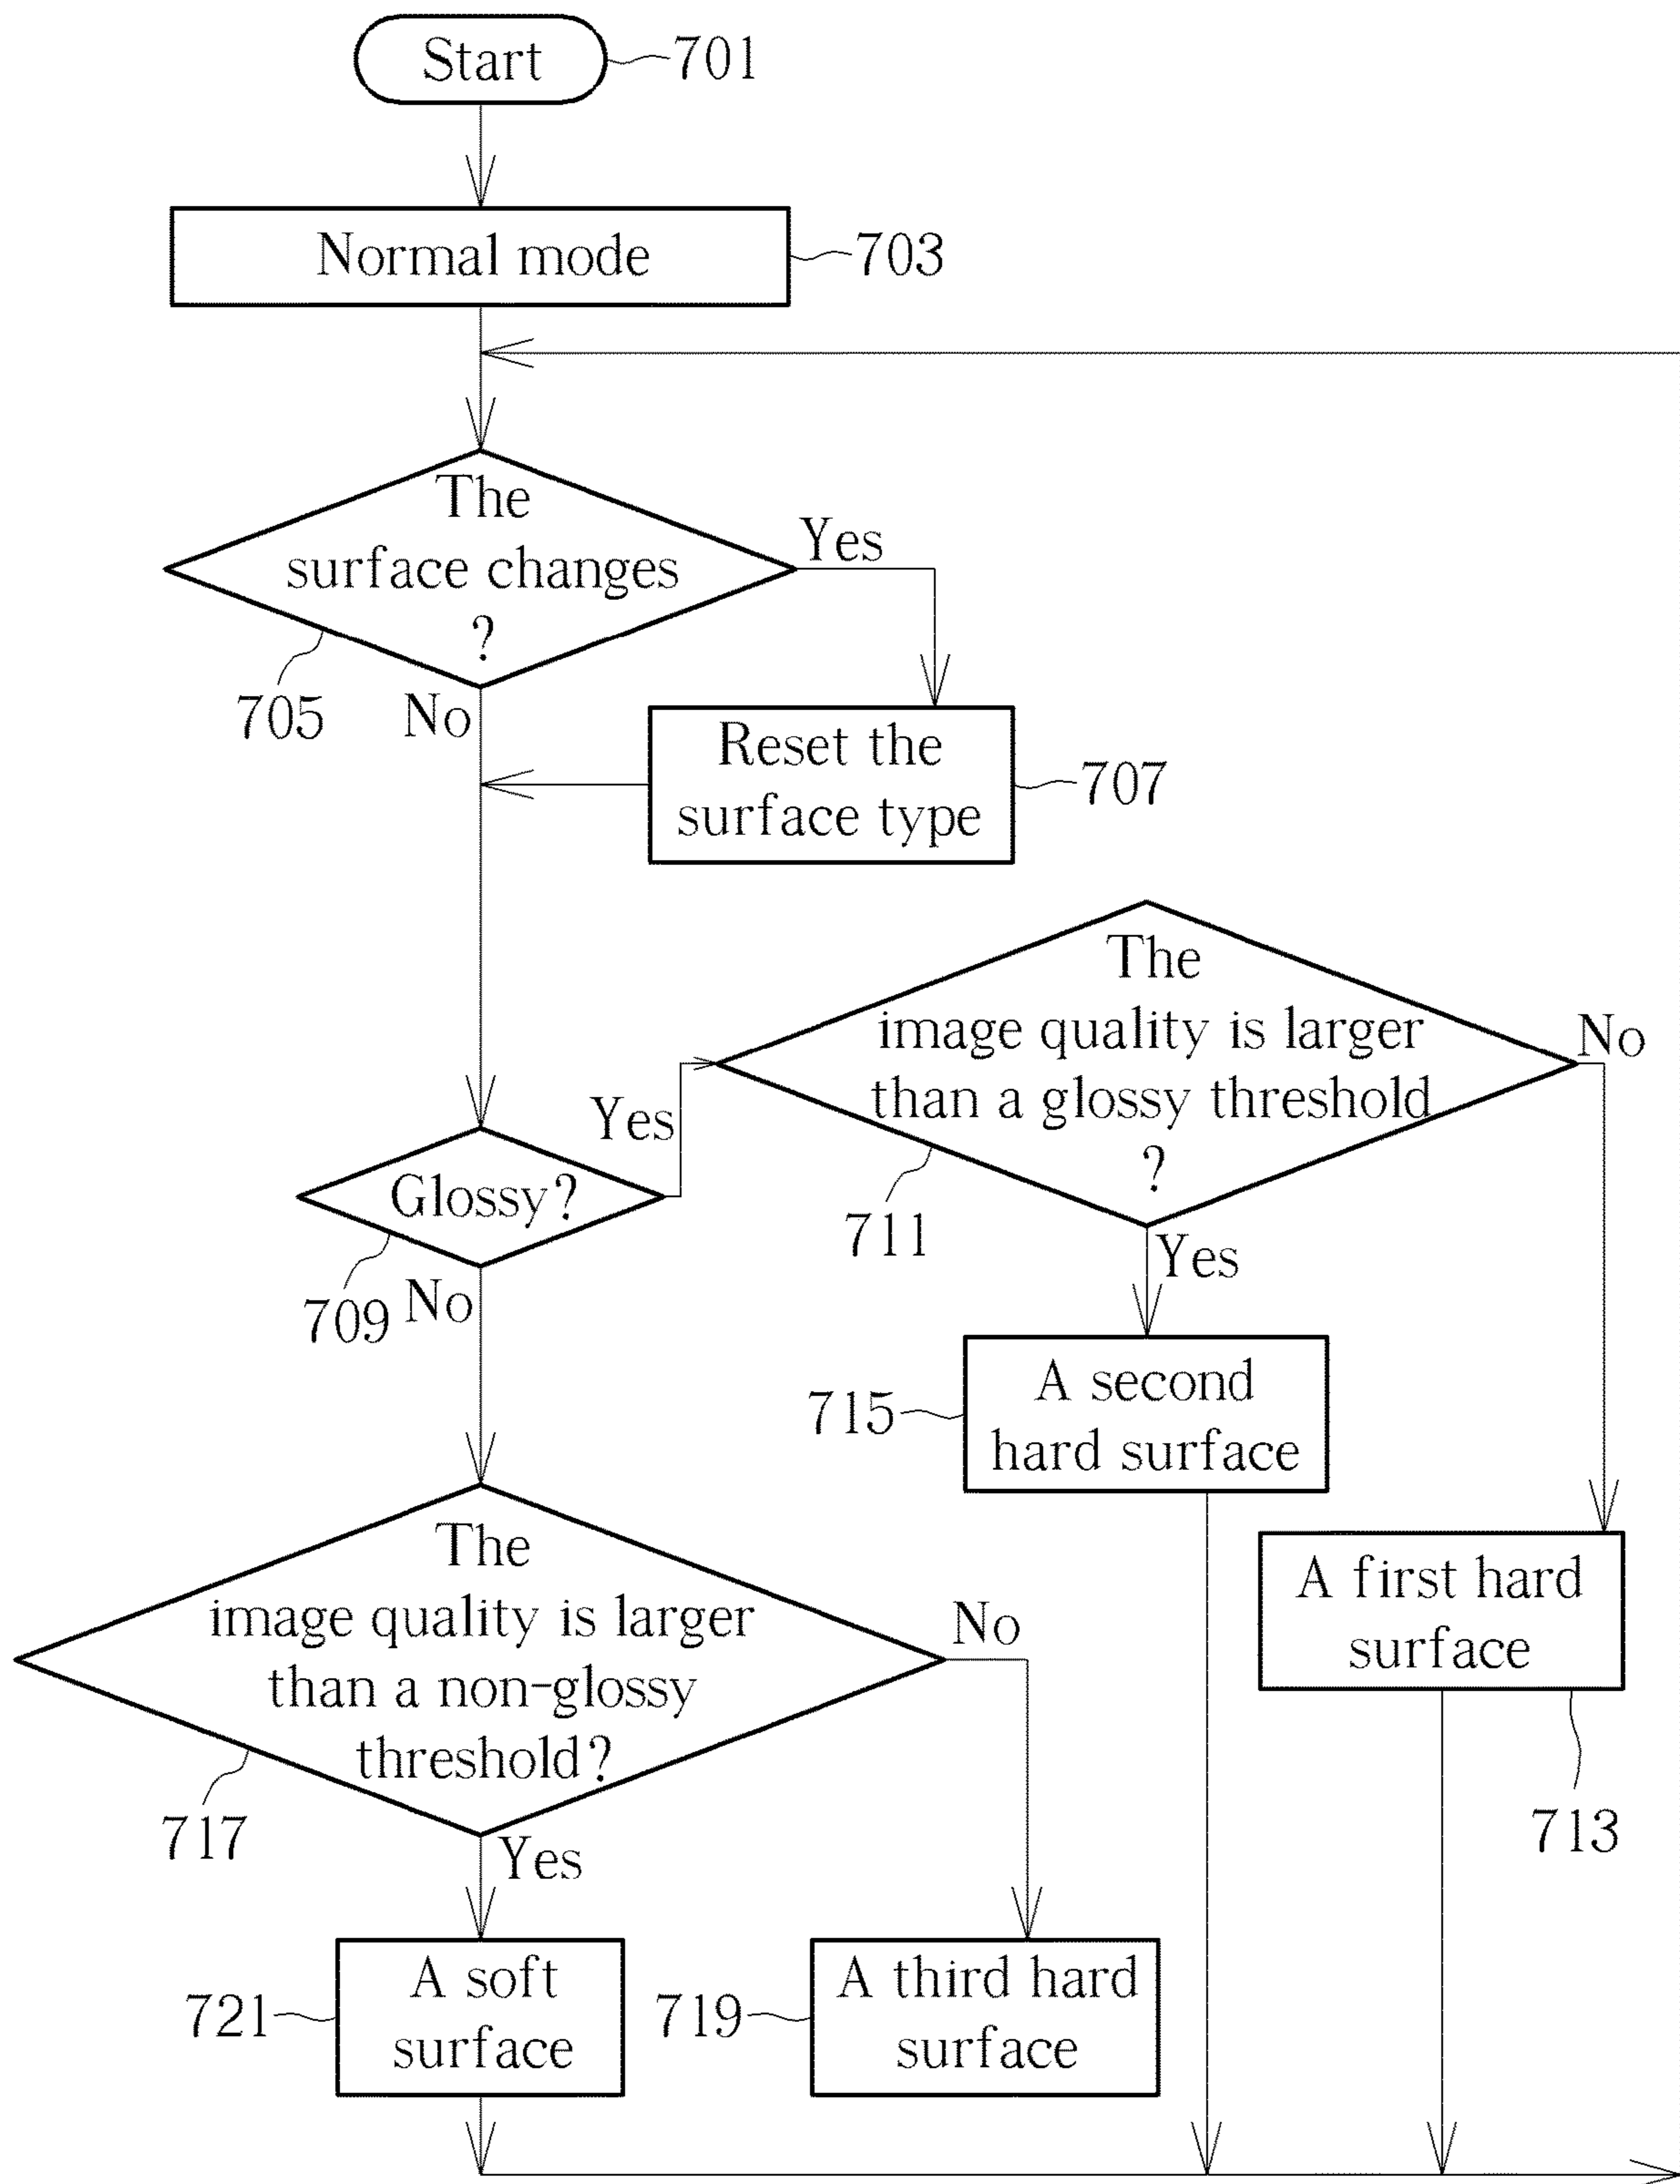 Start
701
Normal mode
703
The
surface changes
?
Yes
705
No
Reset the
surface type
707
The
image quality is larger
than a glossy threshold
?
No
Yes
Glossy?
711
Yes
709
No
A second
hard surface
715
The
image quality is larger
than a non-glossy
threshold?
No
A first hard
surface
717
Yes
713
A soft
surface
721
A third hard
surface
719